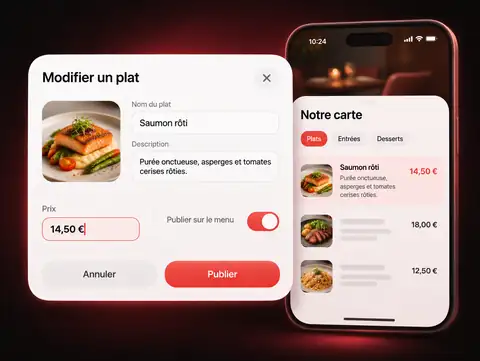 Modifier un plat
Nom du plat
Saumon rôti
Description
Purée onctueuse, asperges et tomates
cerises rôties.
Prix
14,50 €
Publier sur le menu
Annuler
Publier
10:24
Notre carte
Plats
Entrées
Desserts
Saumon rôti
14,50 €
Purée onctueuse,
asperges et tomates
cerises rôties.
18,00 €
12,50 €